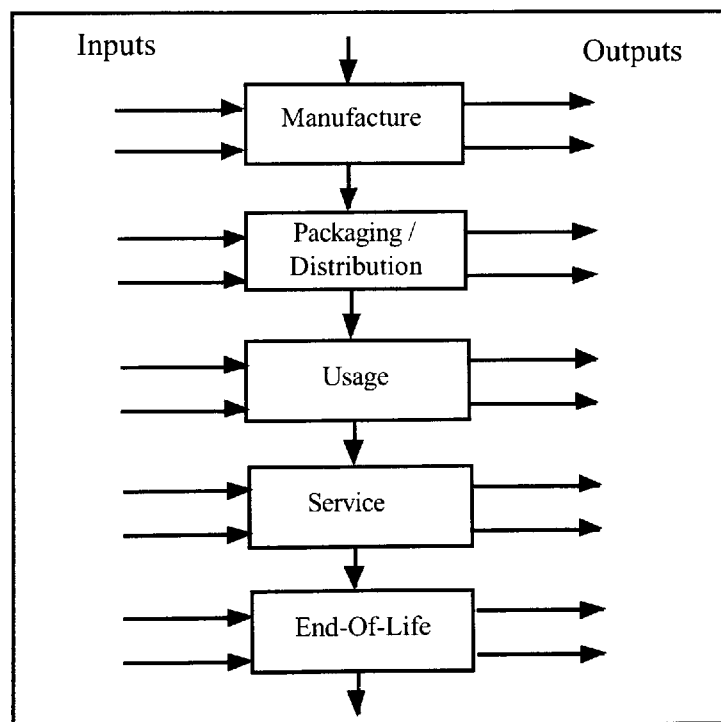 Inputs
Outputs
Manufacture
Packaging /
Distribution
Usage
Service
End-Of-Life